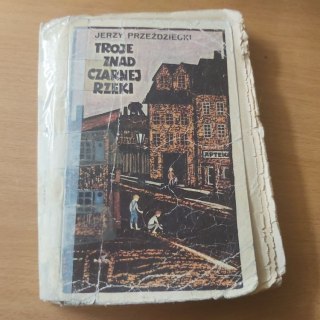 JERZY PRZEŹDZIECKI
TROJE
ZNAD
CZARNEJ
RZEKI
APTEKA